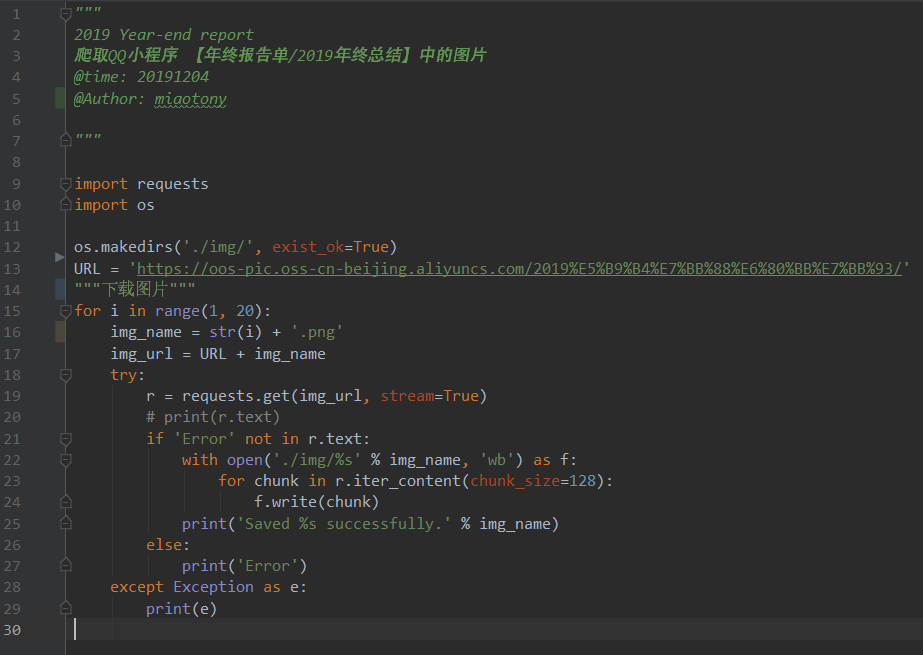 1 """
2 2019 Year-end report
3 爬取QQ小程序 【年终报告单/2019年终总结】中的图片
4 @time: 20191204
5 @Author: miaotony
6
7 """
8
9 import requests
10 import os
11
12 os.makedirs('./img/', exist_ok=True)
13 URL = 'https://oos-pic.oss-cn-beijing.aliyuncs.com/2019%E5%B9%B4%E7%BB%88%E6%80%BB%E7%BB%93/'
14 """下载图片"""
15 for i in range(1, 20):
16     img_name = str(i) + '.png'
17     img_url = URL + img_name
18     try:
19         r = requests.get(img_url, stream=True)
20         # print(r.text)
21         if 'Error' not in r.text:
22             with open('./img/%s' % img_name, 'wb') as f:
23                 for chunk in r.iter_content(chunk_size=128):
24                     f.write(chunk)
25             print('Saved %s successfully.' % img_name)
26         else:
27             print('Error')
28     except Exception as e:
29         print(e)
30